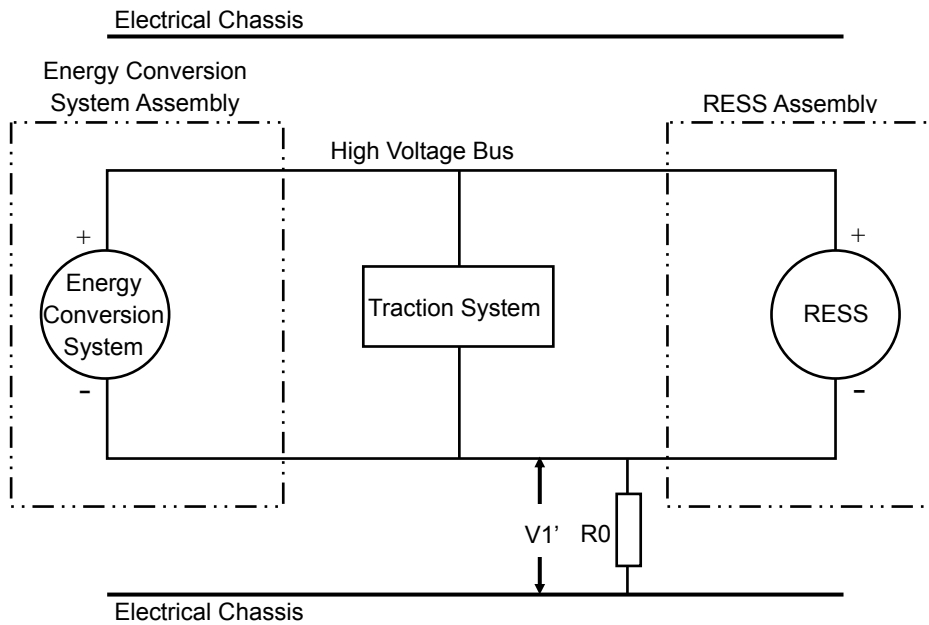 Electrical Chassis
Energy Conversion
System Assembly
RESS Assembly
High Voltage Bus
+
+
Energy
Conversion
System
Traction System
RESS
-
-
V1’
R0
Electrical Chassis